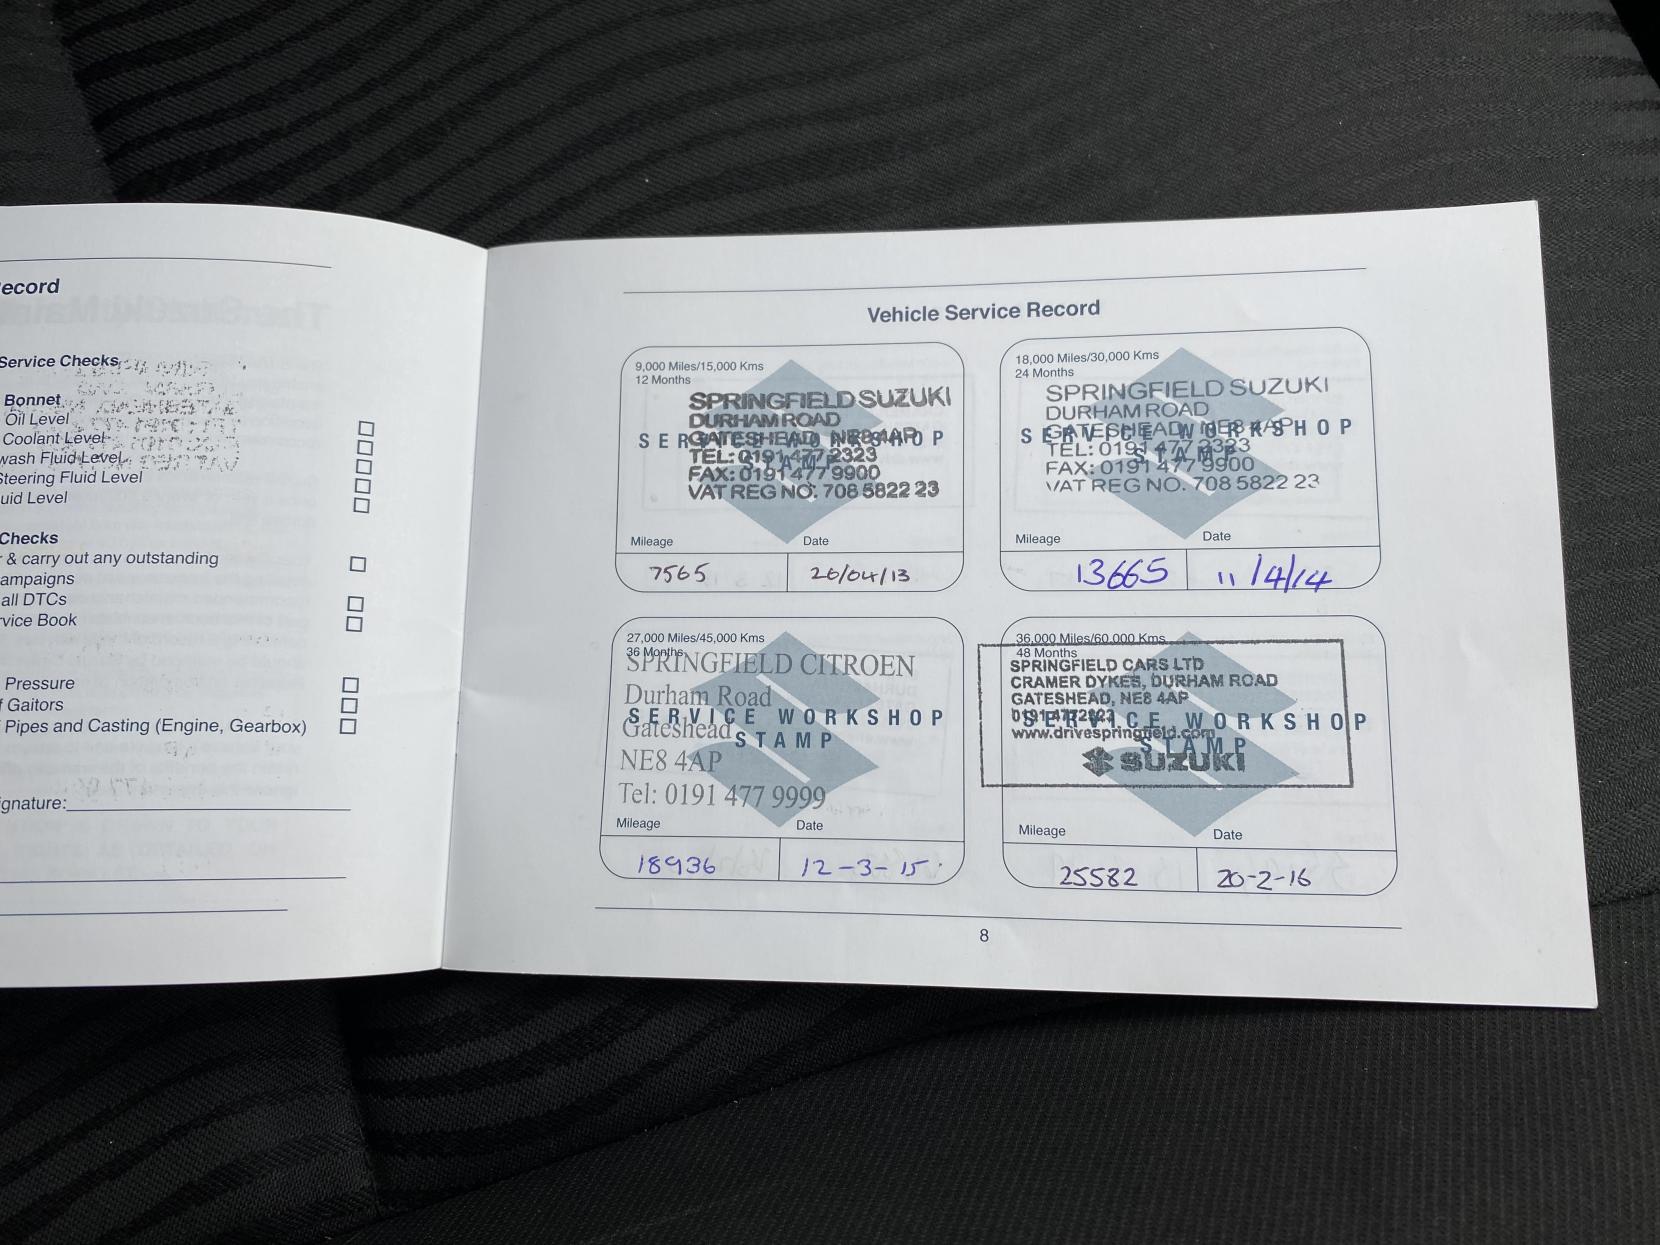 ecord
Service Checks
Bonnet
Oil Level
Coolant Level
wash Fluid Level
Steering Fluid Level
uid Level
Checks
r & carry out any outstanding
ampaigns
all DTCs
rvice Book
Pressure
f Gaitors
Pipes and Casting (Engine, Gearbox)
ignature:
Vehicle Service Record
9,000 Miles/15,000 Kms
12 Months
SPRINGFIELD SUZUKI
DURHAM ROAD
GATESHEAD NE8 4AP
SERVICE WORKSHOP
STAMP
TEL: 0191 477 2323
FAX: 0191 477 9900
VAT REG NO. 708 5822 23
Mileage Date
7565 26/04/13
18,000 Miles/30,000 Kms
24 Months
SPRINGFIELD SUZUKI
DURHAM ROAD
GATESHEAD NE8 4AP
SERVICE WORKSHOP
STAMP
TEL: 0191 477 2323
FAX: 0191 477 9900
VAT REG NO. 708 5822 23
Mileage Date
13665 11/4/14
27,000 Miles/45,000 Kms
36 Months
SPRINGFIELD CITROEN
Durham Road
SERVICE WORKSHOP
Gateshead
STAMP
NE8 4AP
Tel: 0191 477 9999
Mileage Date
18936 12-3-15
36,000 Miles/60,000 Kms
48 Months
SPRINGFIELD CARS LTD
CRAMER DYKES, DURHAM ROAD
GATESHEAD, NE8 4AP
0191 4772323
SERVICE WORKSHOP
www.drivespringfield.com
STAMP
SUZUKI
Mileage Date
25582 20-2-16
8